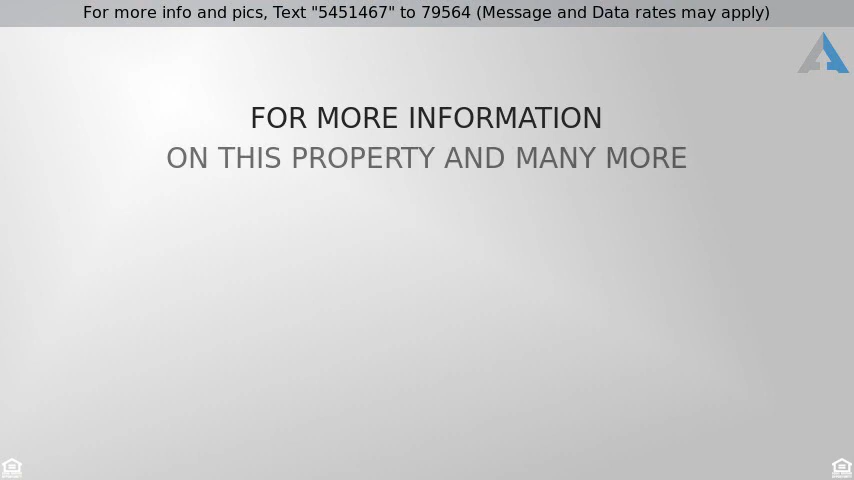 For more info and pics, Text "5451467" to 79564 (Message and Data rates may apply)
FOR MORE INFORMATION
ON THIS PROPERTY AND MANY MORE